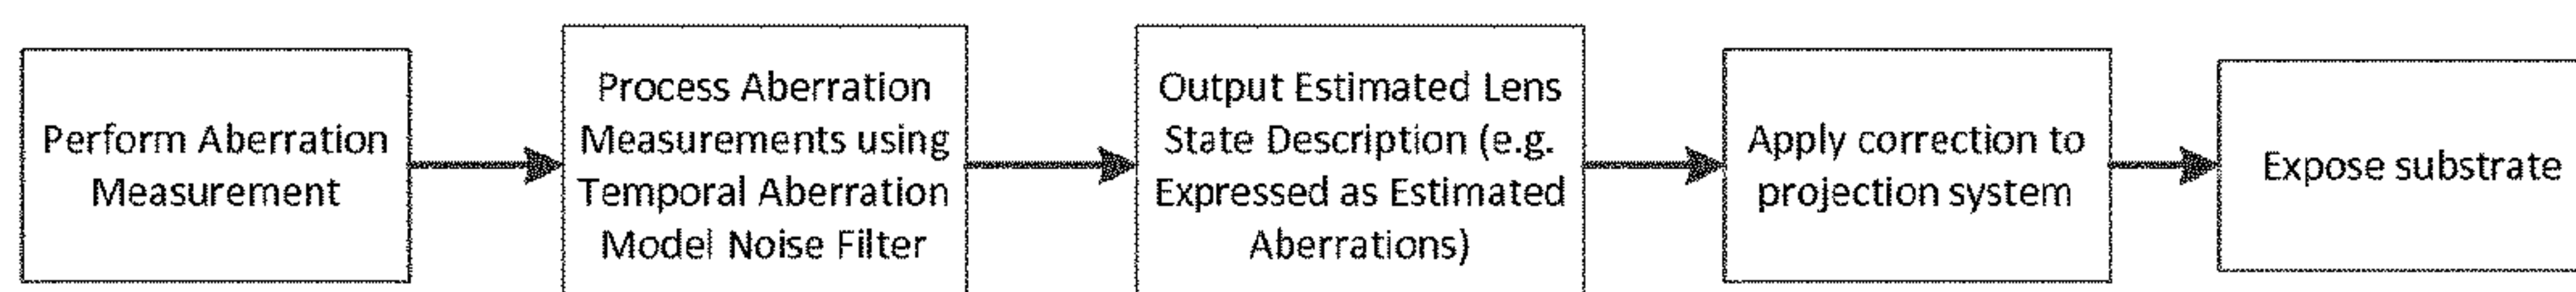 Perform Aberration
Measurement
Process Aberration
Measurements using
Temporal Aberration
Model Noise Filter
Output Estimated Lens
State Description (e.g.
Expressed as Estimated
Aberrations)
Apply correction to
projection system
Expose substrate